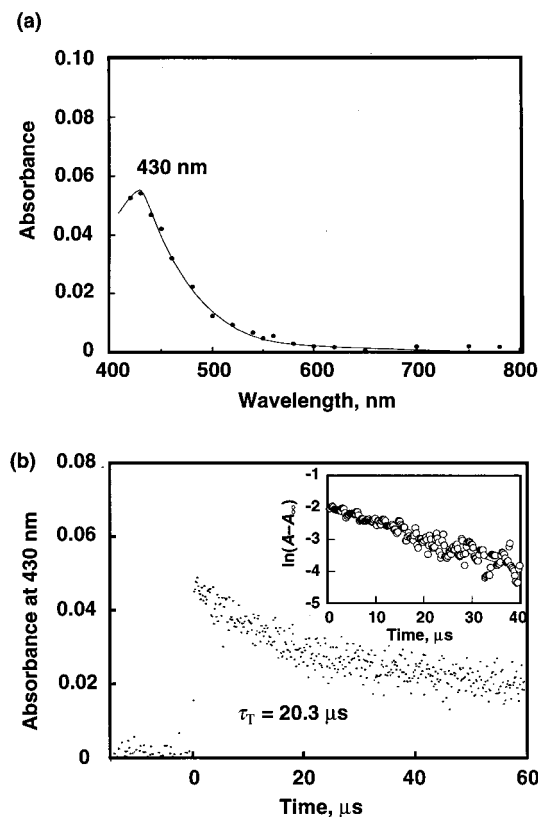 (a)
0.10
0.08
0.06
0.04
0.02
0
Absorbance
430 nm
400 500 600 700 800
Wavelength, nm
(b)
0.08
0.06
0.04
0.02
0
Absorbance at 430 nm
τT = 20.3 μs
0 20 40 60
Time, μs
-1
-2
-3
-4
-5
ln(A–A∞)
0 10 20 30 40
Time, μs